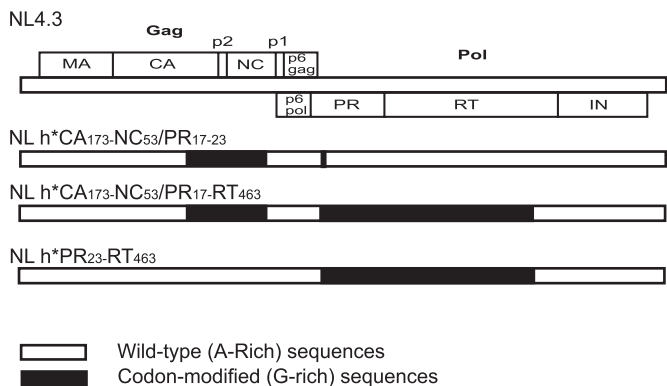 NL4.3
Gag
p2 p1
Pol
MA CA NC p6 gag
p6 pol PR RT IN
NL h*CA173-NC53/PR17-23
NL h*CA173-NC53/PR17-RT463
NL h*PR23-RT463
Wild-type (A-Rich) sequences
Codon-modified (G-rich) sequences